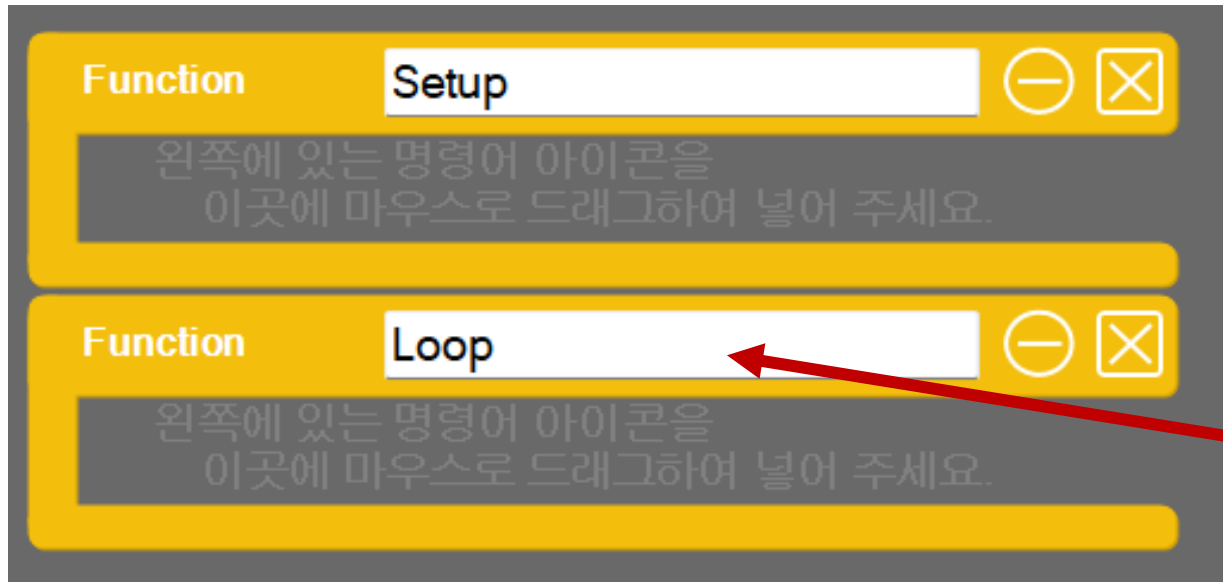 Function Setup
왼쪽에 있는 명령어 아이콘을
이곳에 마우스로 드래그하여 넣어 주세요.
Function Loop
왼쪽에 있는 명령어 아이콘을
이곳에 마우스로 드래그하여 넣어 주세요.